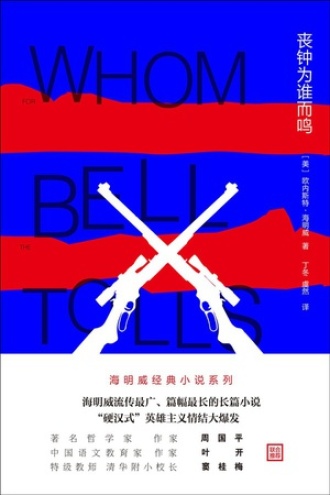 FOR
WHOM
THE
BELL
TOLLS
丧钟为谁而鸣
［美］欧内斯特·海明威 著
丁冬 虞然 译
海明威经典小说系列
海明威流传最广、篇幅最长的长篇小说
“硬汉式”英雄主义情结大爆发
著名哲学家 作家 周国平
中国语文教育家 作家 叶开
特级教师 清华附小校长 窦桂梅
联合
推荐